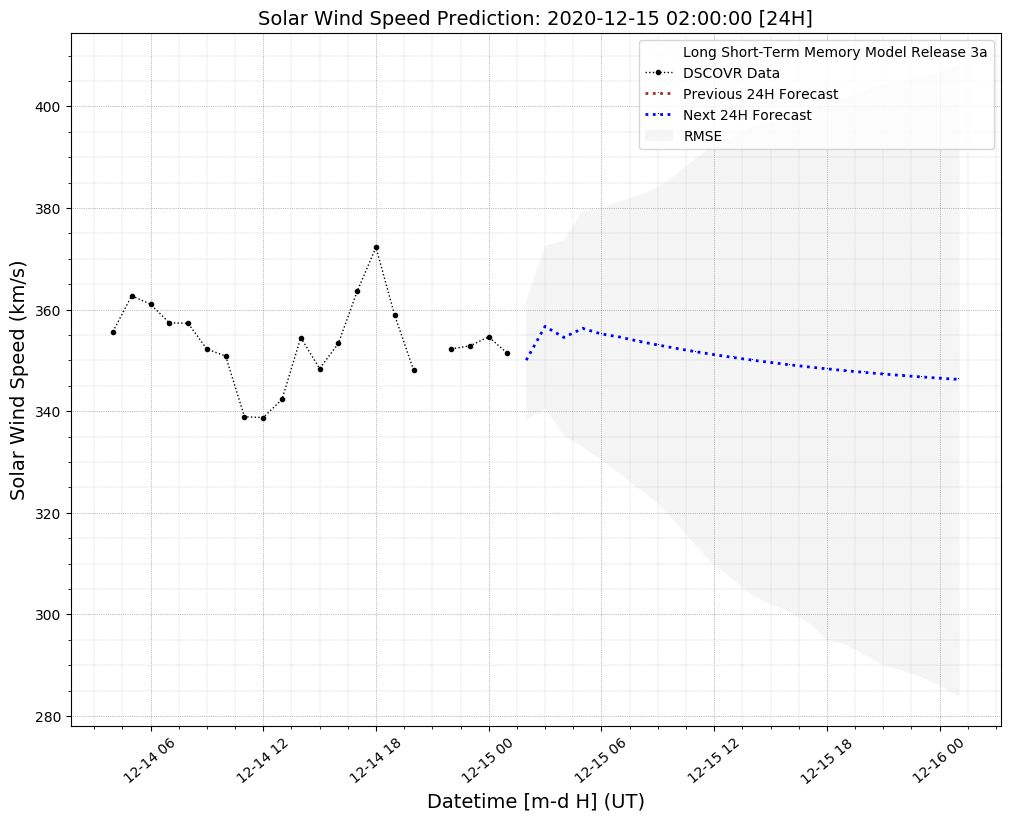 Solar Wind Speed Prediction: 2020-12-15 02:00:00 [24H]
Long Short-Term Memory Model Release 3a
DSCOVR Data
Previous 24H Forecast
Next 24H Forecast
RMSE
Solar Wind Speed (km/s)
400
380
360
340
320
300
280
12-14 06
12-14 12
12-14 18
12-15 00
12-15 06
12-15 12
12-15 18
12-16 00
Datetime [m-d H] (UT)